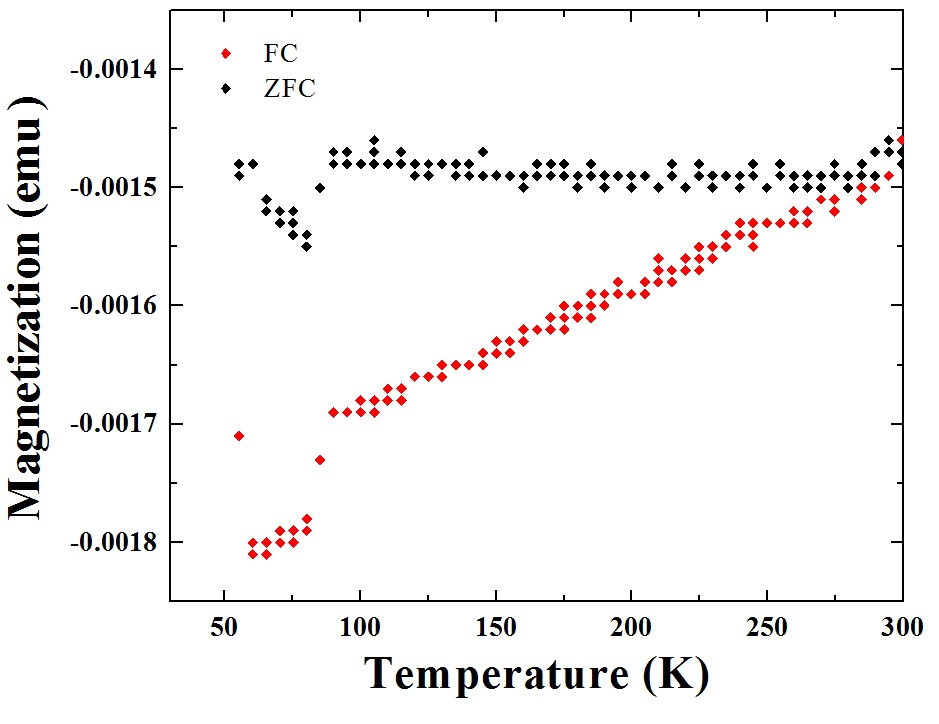 FC
ZFC
-0.0014
-0.0015
-0.0016
-0.0017
-0.0018
Magnetization (emu)
50 100 150 200 250 300
Temperature (K)